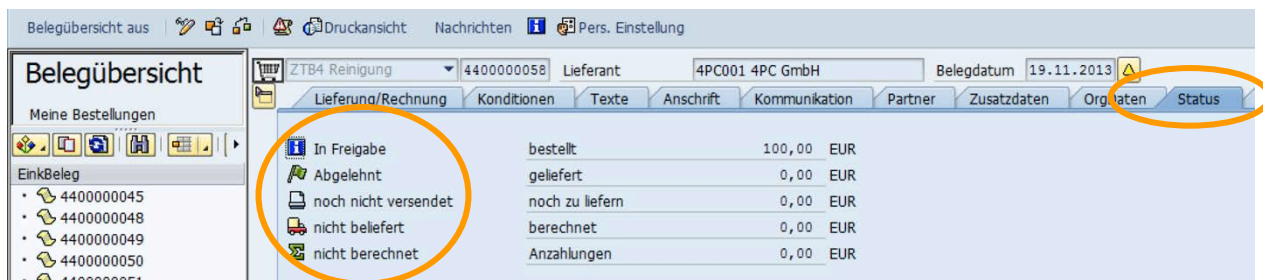 Belegübersicht aus Druckansicht Nachrichten Pers. Einstellung
Belegübersicht
Meine Bestellungen
EinkBeleg
4400000045
4400000048
4400000049
4400000050
4400000051
ZTB4 Reinigung 4400000058 Lieferant 4PC001 4PC GmbH Belegdatum 19.11.2013
Lieferung/Rechnung Konditionen Texte Anschrift Kommunikation Partner Zusatzdaten OrgDaten Status
In Freigabe bestellt 100,00 EUR
Abgelehnt geliefert 0,00 EUR
noch nicht versendet noch zu liefern 0,00 EUR
nicht beliefert berechnet 0,00 EUR
nicht berechnet Anzahlungen 0,00 EUR